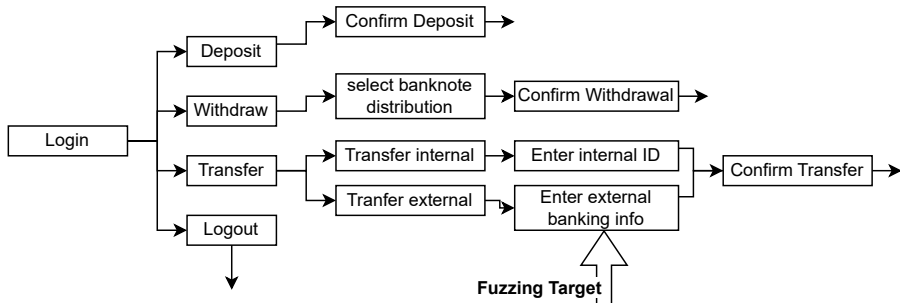 Confirm Deposit
Deposit
select banknote
distribution
Withdraw
Confirm Withdrawal
Login
Transfer internal
Enter internal ID
Transfer
Confirm Transfer
Tranfer external
Enter external
banking info
Logout
Fuzzing Target